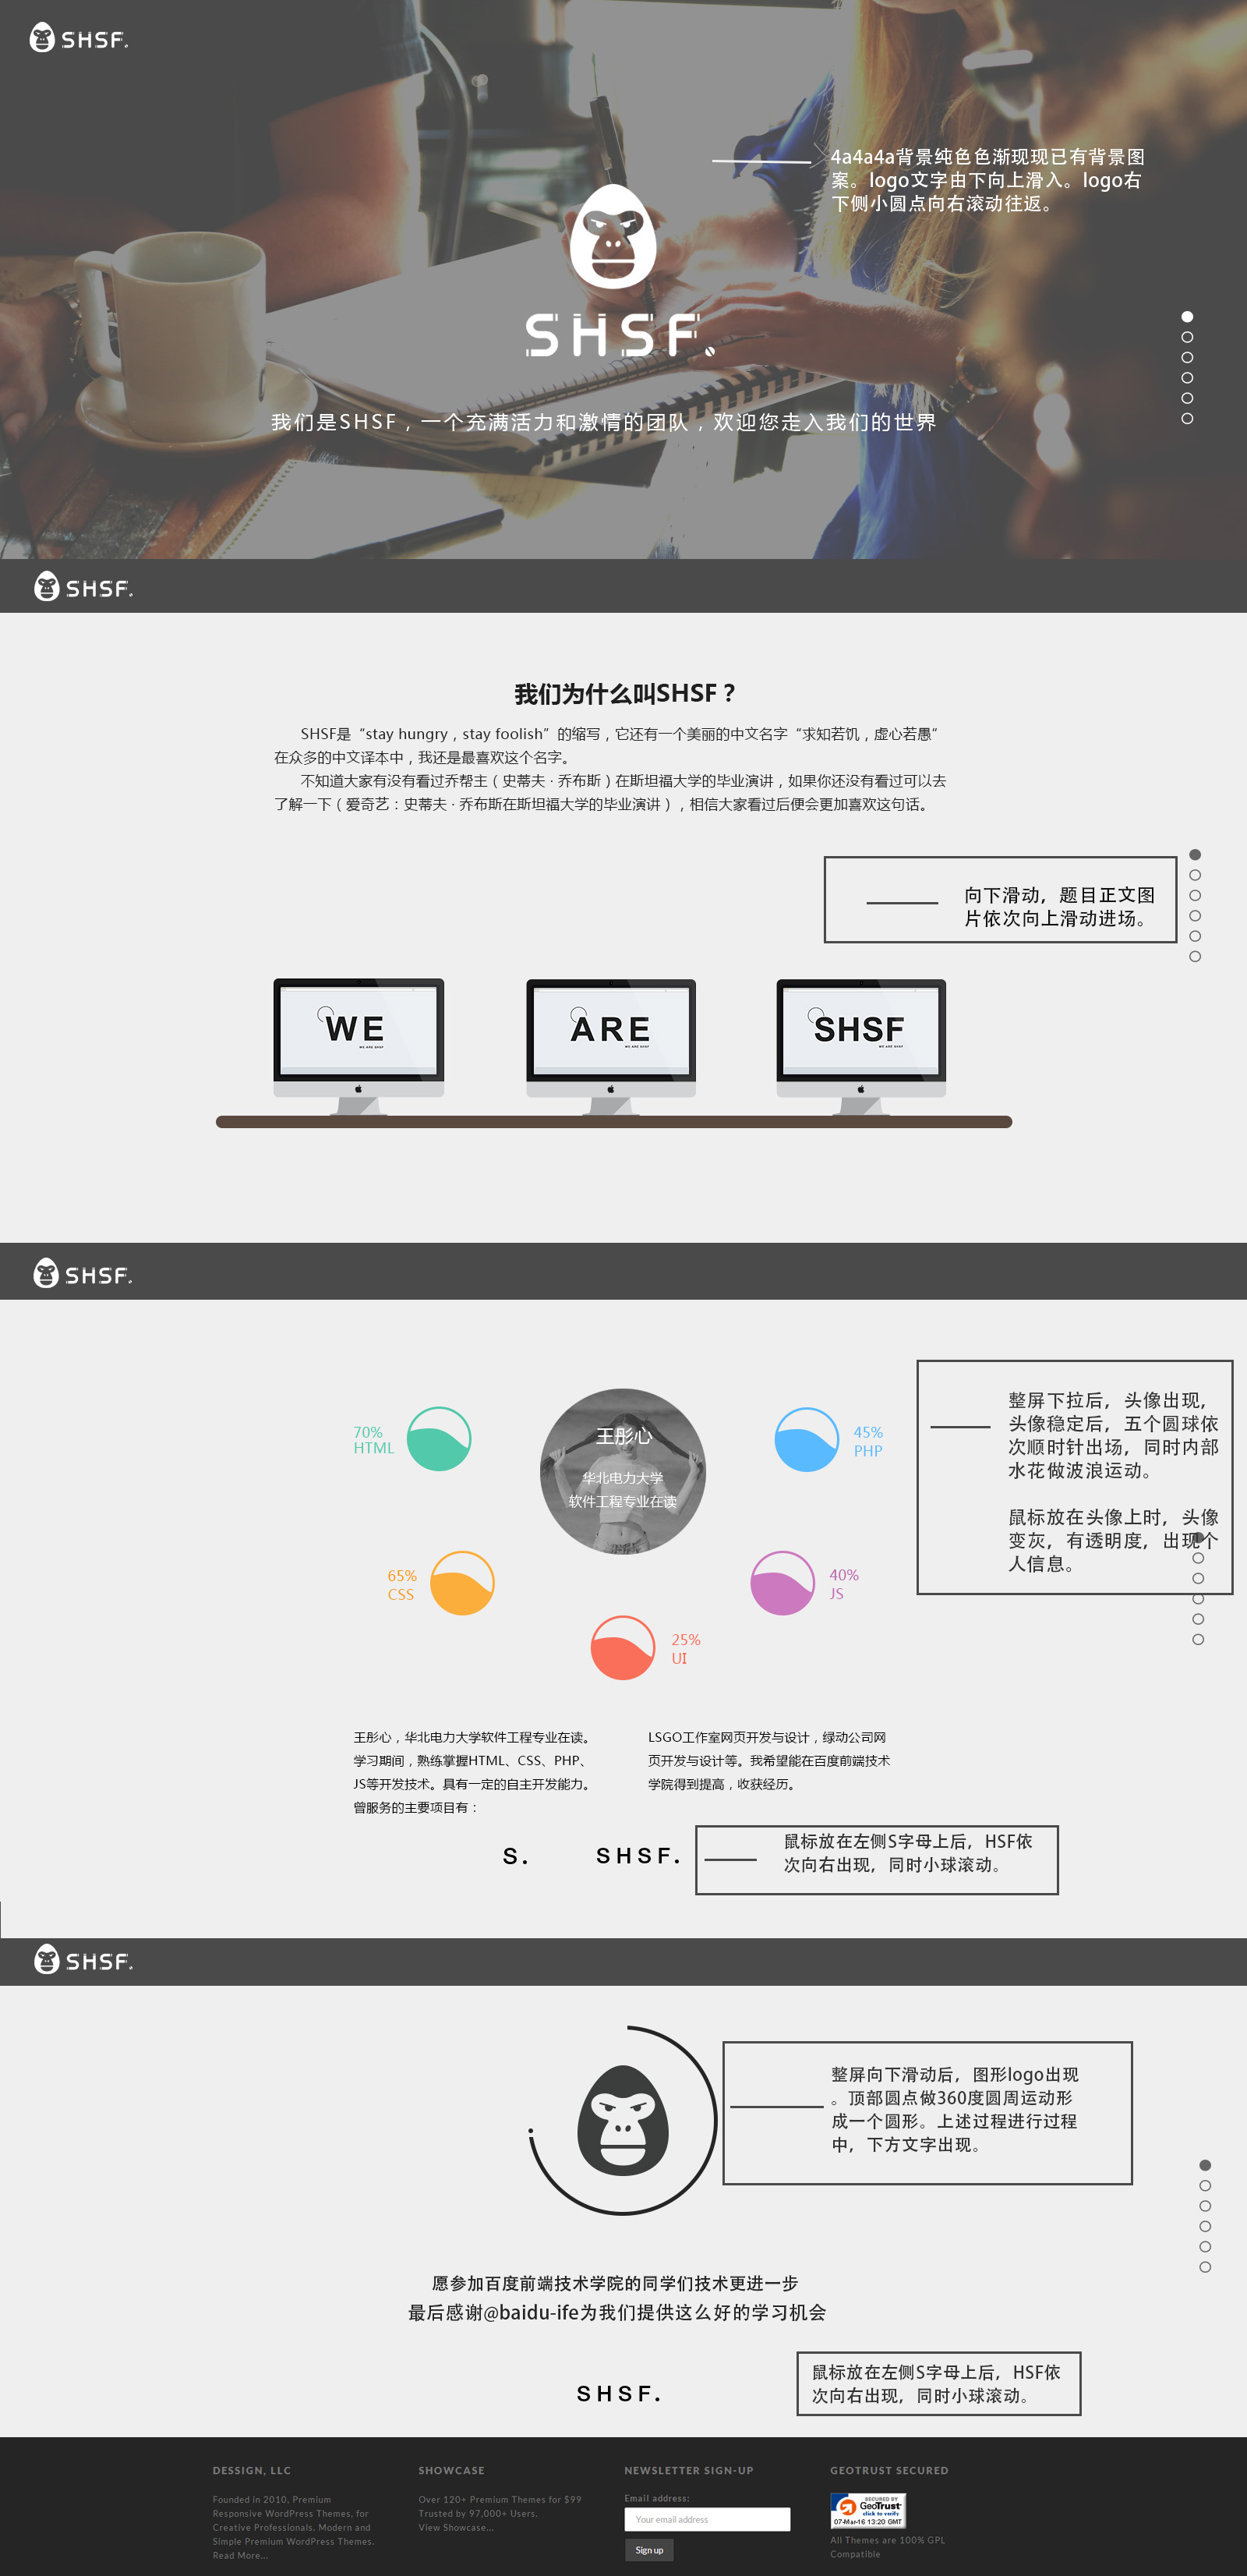 SHSF.
4a4a4a背景纯色色渐现现已有背景图
案。logo文字由下向上滑入。logo右
下侧小圆点向右滚动往返。
SHSF.
我们是SHSF，一个充满活力和激情的团队，欢迎您走入我们的世界
SHSF.
我们为什么叫SHSF？
SHSF是“stay hungry，stay foolish”的缩写，它还有一个美丽的中文名字“求知若饥，虚心若愚”
在众多的中文译本中，我还是最喜欢这个名字。
不知道大家有没有看过乔帮主（史蒂夫·乔布斯）在斯坦福大学的毕业演讲，如果你还没有看过可以去
了解一下（爱奇艺：史蒂夫·乔布斯在斯坦福大学的毕业演讲），相信大家看过后便会更加喜欢这句话。
向下滑动，题目正文图
片依次向上滑动进场。
WE
WE ARE SHSF
ARE
WE ARE SHSF
SHSF
WE ARE SHSF
SHSF.
整屏下拉后，头像出现，
头像稳定后，五个圆球依
次顺时针出场，同时内部
水花做波浪运动。
鼠标放在头像上时，头像
变灰，有透明度，出现个
人信息。
70%
HTML
王彤心
华北电力大学
软件工程专业在读
45%
PHP
65%
CSS
40%
JS
25%
UI
王彤心，华北电力大学软件工程专业在读。
学习期间，熟练掌握HTML、CSS、PHP、
JS等开发技术。具有一定的自主开发能力。
曾服务的主要项目有：
LSGO工作室网页开发与设计，绿动公司网
页开发与设计等。我希望能在百度前端技术
学院得到提高，收获经历。
S.
SHSF.
鼠标放在左侧S字母上后，HSF依
次向右出现，同时小球滚动。
SHSF.
整屏向下滑动后，图形logo出现
。顶部圆点做360度圆周运动形
成一个圆形。上述过程进行过程
中，下方文字出现。
愿参加百度前端技术学院的同学们技术更进一步
最后感谢@baidu-ife为我们提供这么好的学习机会
鼠标放在左侧S字母上后，HSF依
次向右出现，同时小球滚动。
SHSF.
DESSIGN, LLC
Founded in 2010, Premium
Responsive WordPress Themes, for
Creative Professionals. Modern and
Simple Premium WordPress Themes.
Read More...
SHOWCASE
Over 120+ Premium Themes for $99
Trusted by 97,000+ Users.
View Showcase...
NEWSLETTER SIGN-UP
Email address:
Your email address
Sign up
GEOTRUST SECURED
SECURED BY
GeoTrust
click to verify
07-Mar-16 13:20 GMT
All Themes are 100% GPL
Compatible